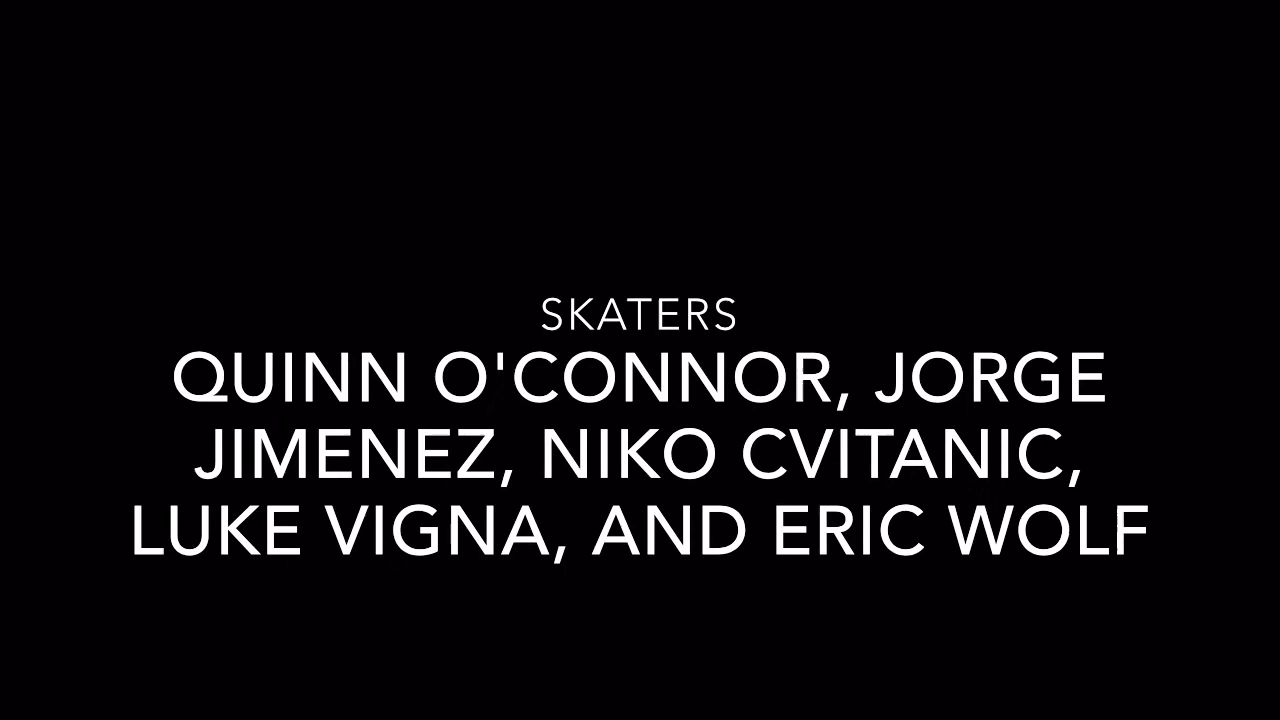 SKATERS
QUINN O'CONNOR, JORGE
JIMENEZ, NIKO CVITANIC,
LUKE VIGNA, AND ERIC WOLF